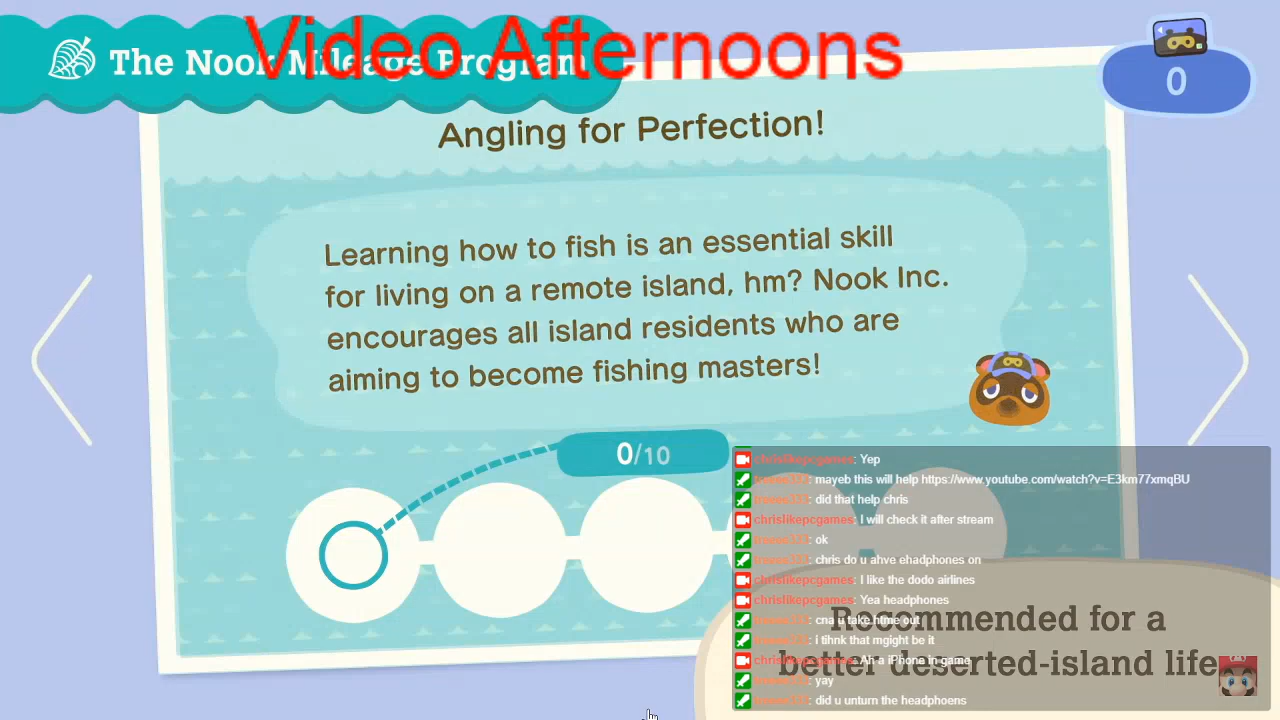 Video Afternoons
The Nook Mileage Program
0
Angling for Perfection!
Learning how to fish is an essential skill
for living on a remote island, hm? Nook Inc.
encourages all island residents who are
aiming to become fishing masters!
0/10
chrislikepcgames: Yep
mayeb this will help https://www.youtube.com/watch?v=E3km77xmqBU
did that help chris
chrislikepcgames: I will check it after stream
ok
chris do u ahve ehadphones on
chrislikepcgames: I like the dodo airlines
chrislikepcgames: Yea headphones
cna u take htme out
i tihnk that mgight be it
chrislikepcgames: Ah a iPhone in game
yay
did u unturn the headphoens
Recommended for a
better deserted-island life